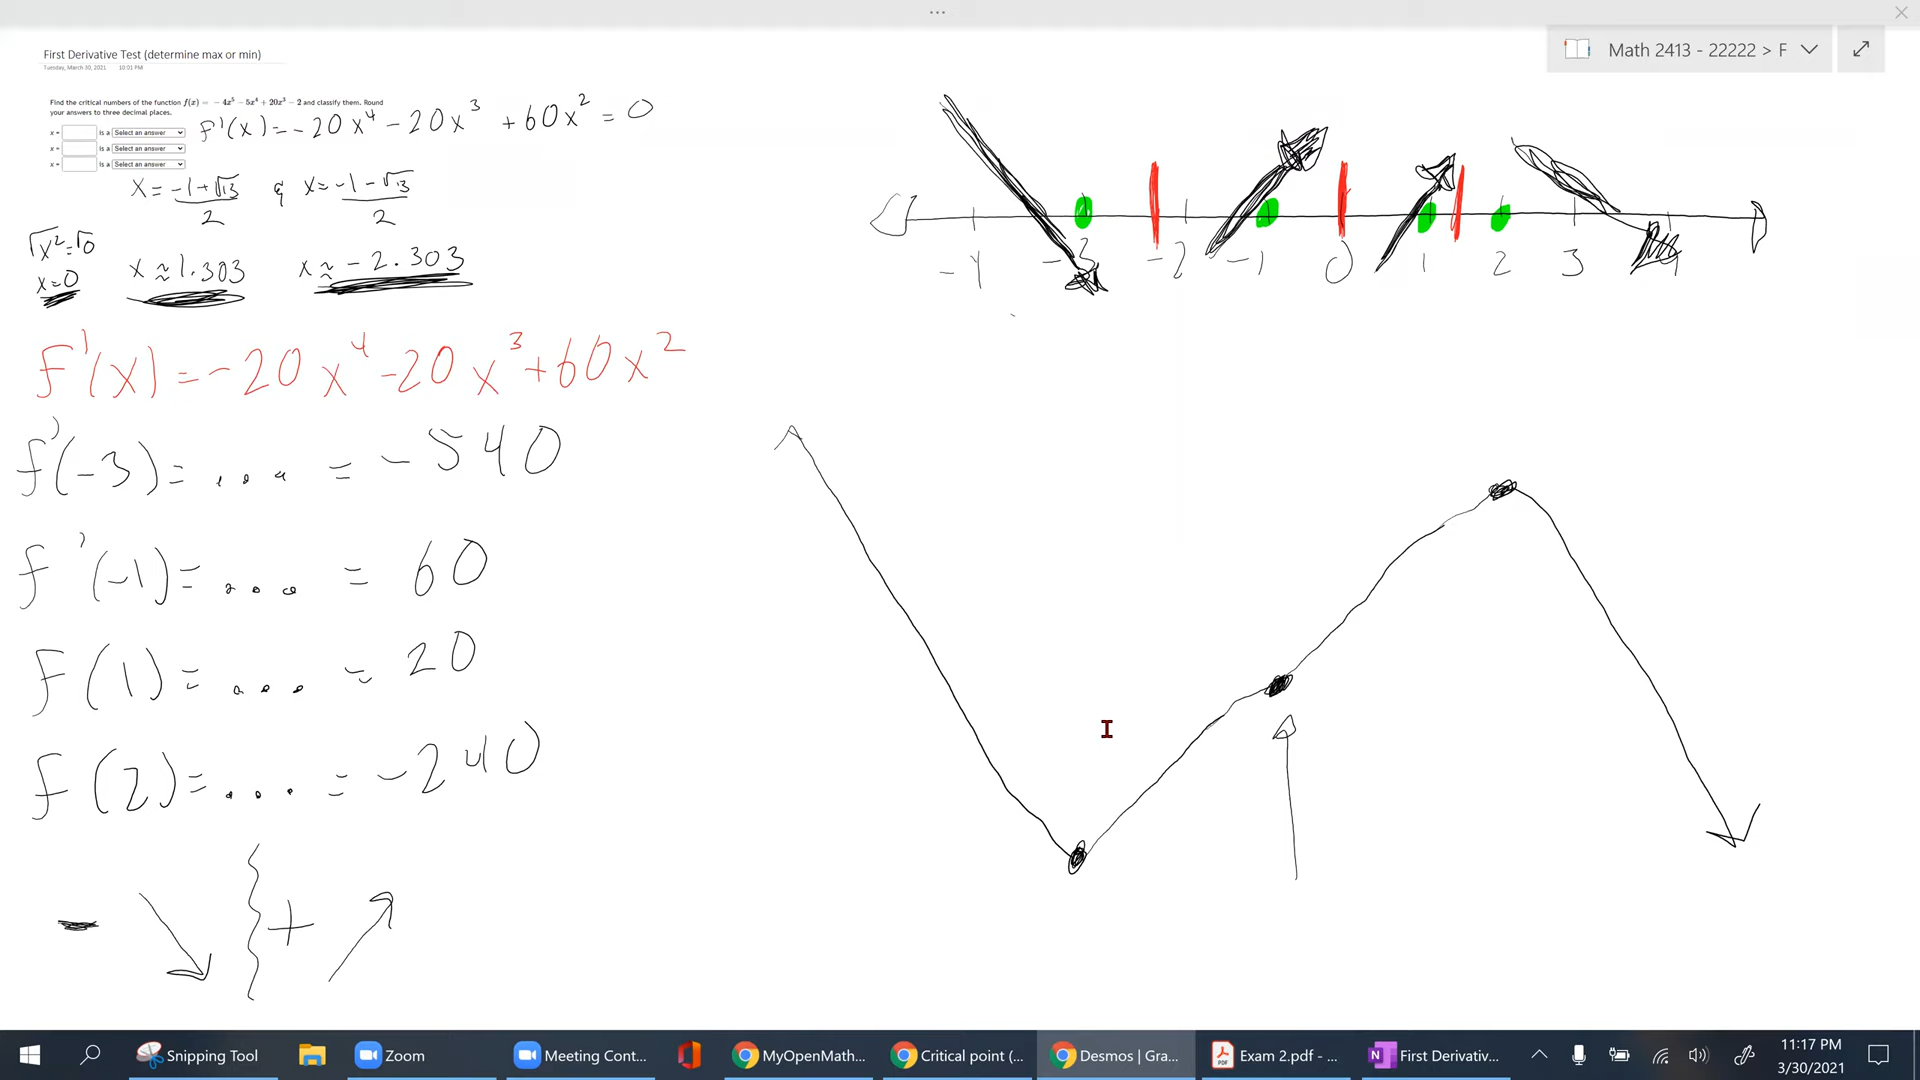 Math 2413 - 22222 > F
First Derivative Test (determine max or min)
Tuesday, March 30, 2021 10:01 PM
Find the critical numbers of the function f(x) = − 4x⁵ − 5x⁴ + 20x³ − 2 and classify them. Round
your answers to three decimal places.
x = is a Select an answer
x = is a Select an answer
x = is a Select an answer
f'(x) = -20x⁴ - 20x³ + 60x² = 0
x = (-1+√13)/2 & x = (-1-√13)/2
√x² = √0
x=0 x ≈ 1.303 x ≈ -2.303
-4 -3 -2 -1 0 1 2 3 4
f'(x) = -20x⁴ -20x³ +60x²
f'(-3) = .... = -540
f'(-1) = .... = 60
f(1) = .... = 20
f(2) = .... = -240
- +
Snipping Tool
Zoom
Meeting Cont...
MyOpenMath...
Critical point (...
Desmos | Gra...
Exam 2.pdf - ...
First Derivativ...
11:17 PM
3/30/2021